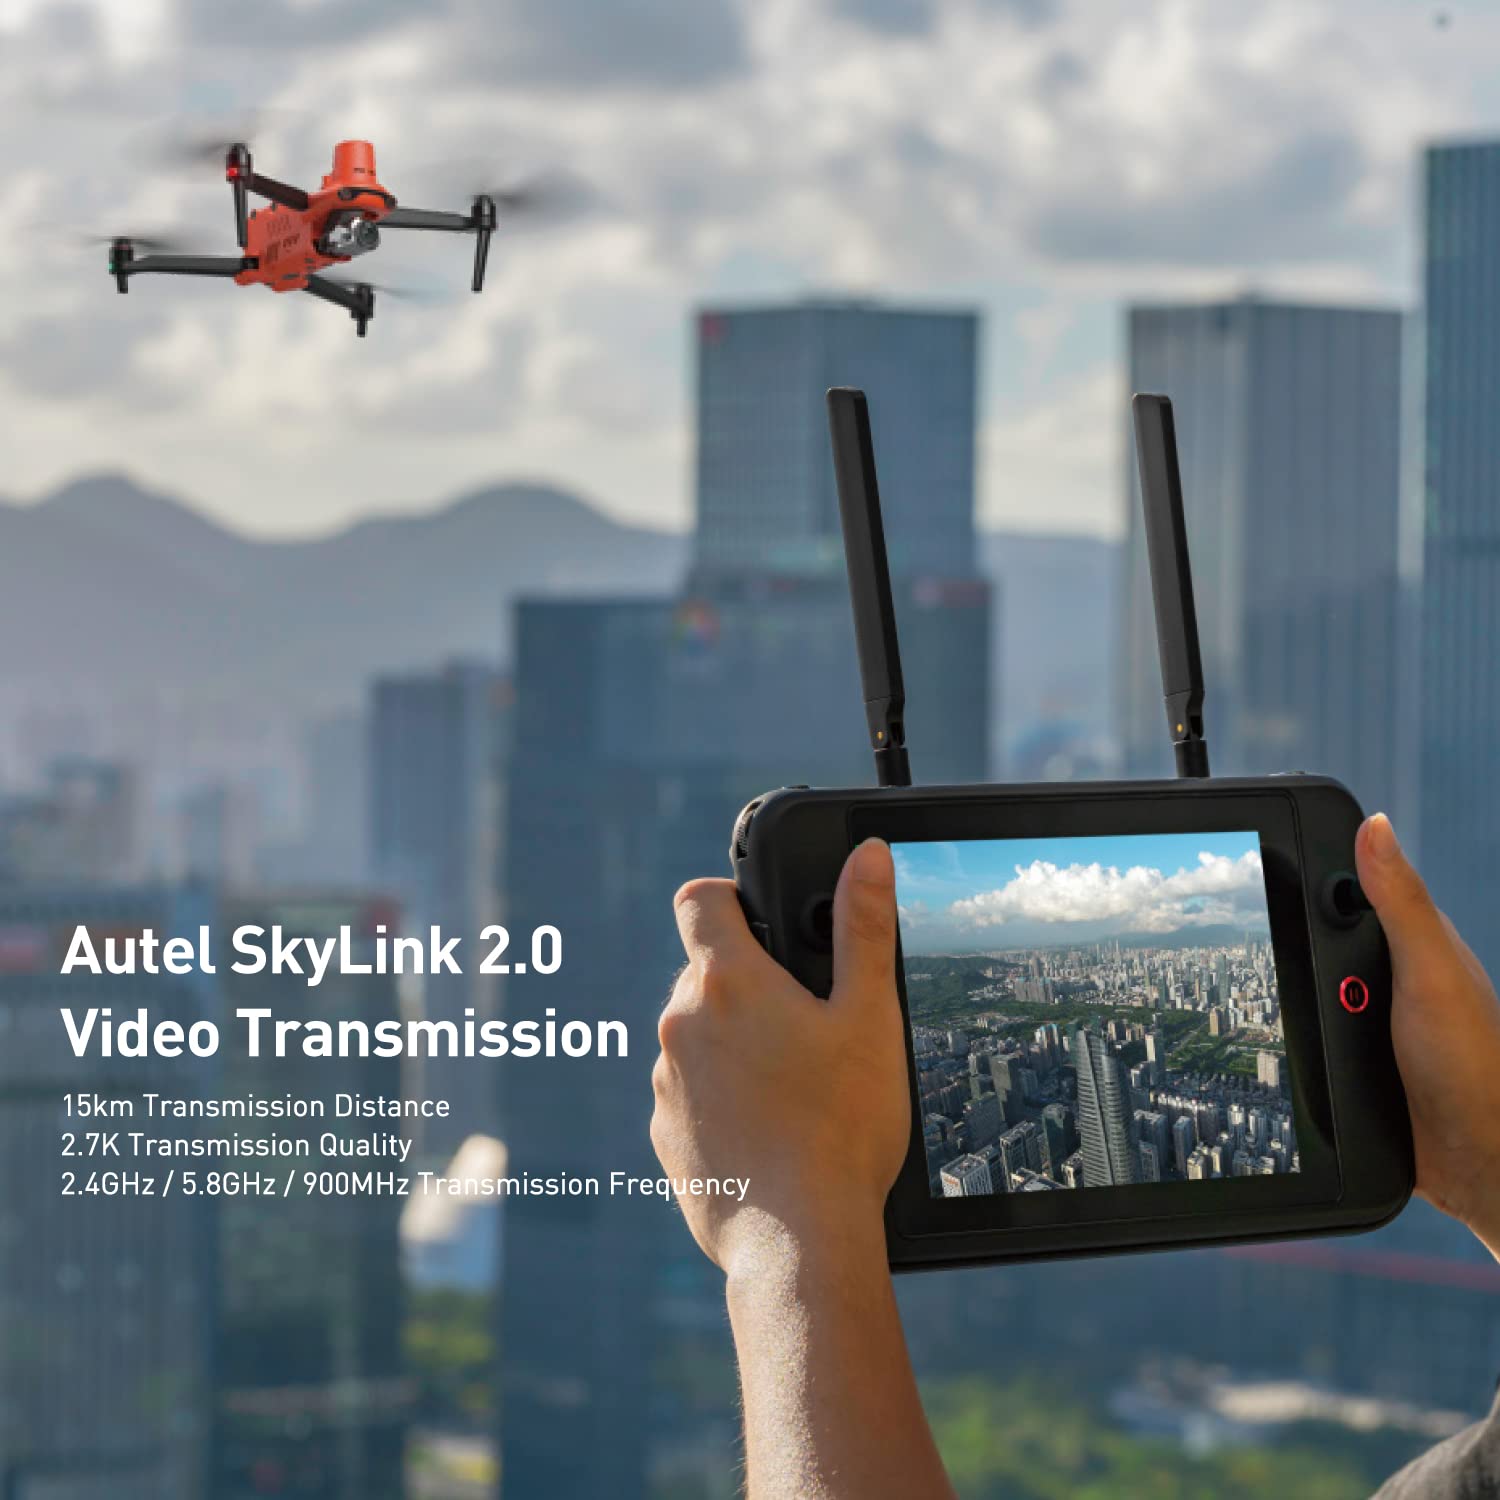 Autel SkyLink 2.0
Video Transmission
15km Transmission Distance
2.7K Transmission Quality
2.4GHz / 5.8GHz / 900MHz Transmission Frequency